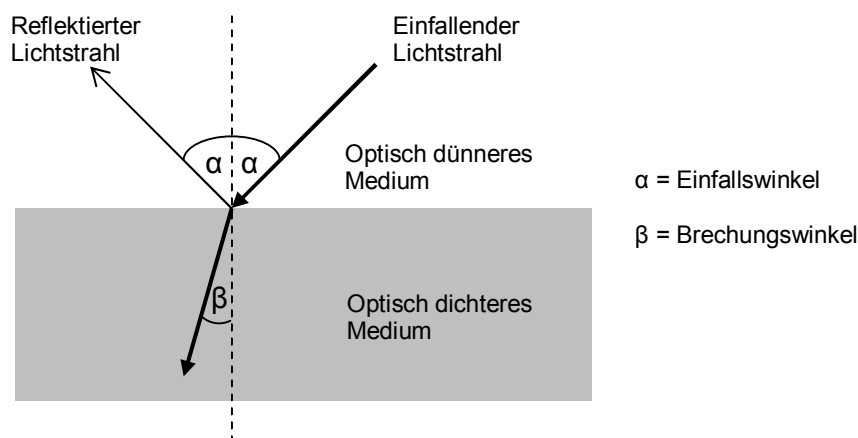 Reflektierter
Lichtstrahl
Einfallender
Lichtstrahl
α
α
Optisch dünneres
Medium
α = Einfallswinkel
β = Brechungswinkel
β
Optisch dichteres
Medium